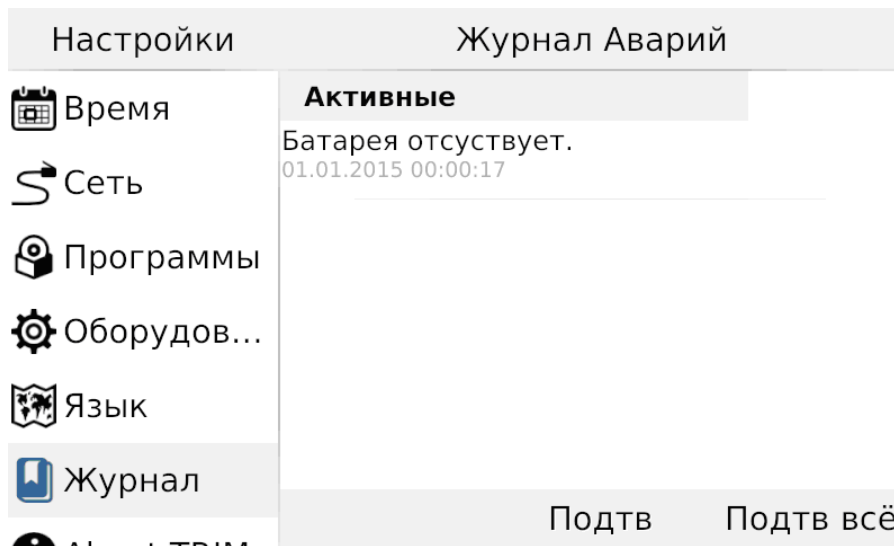 Настройки
Журнал Аварий
Время
Сеть
Программы
Оборудов...
Язык
Журнал
Активные
Батарея отсуствует.
01.01.2015 00:00:17
Подтв
Подтв всё